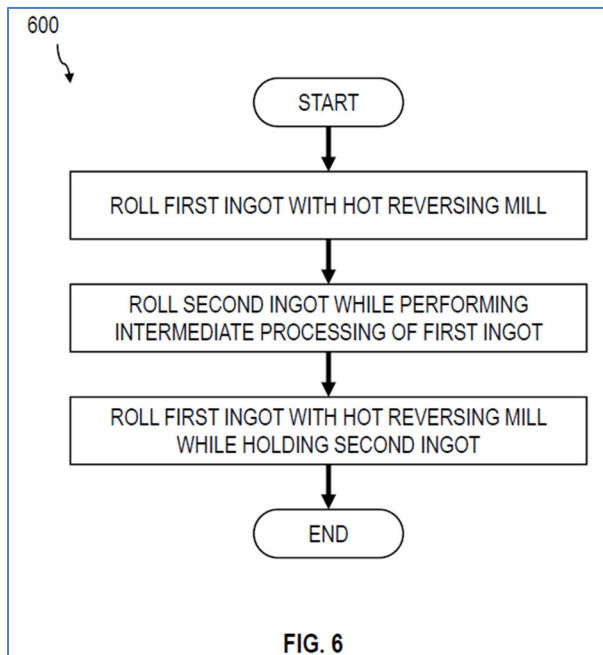 600
START
ROLL FIRST INGOT WITH HOT REVERSING MILL
ROLL SECOND INGOT WHILE PERFORMING
INTERMEDIATE PROCESSING OF FIRST INGOT
ROLL FIRST INGOT WITH HOT REVERSING MILL
WHILE HOLDING SECOND INGOT
END
FIG. 6